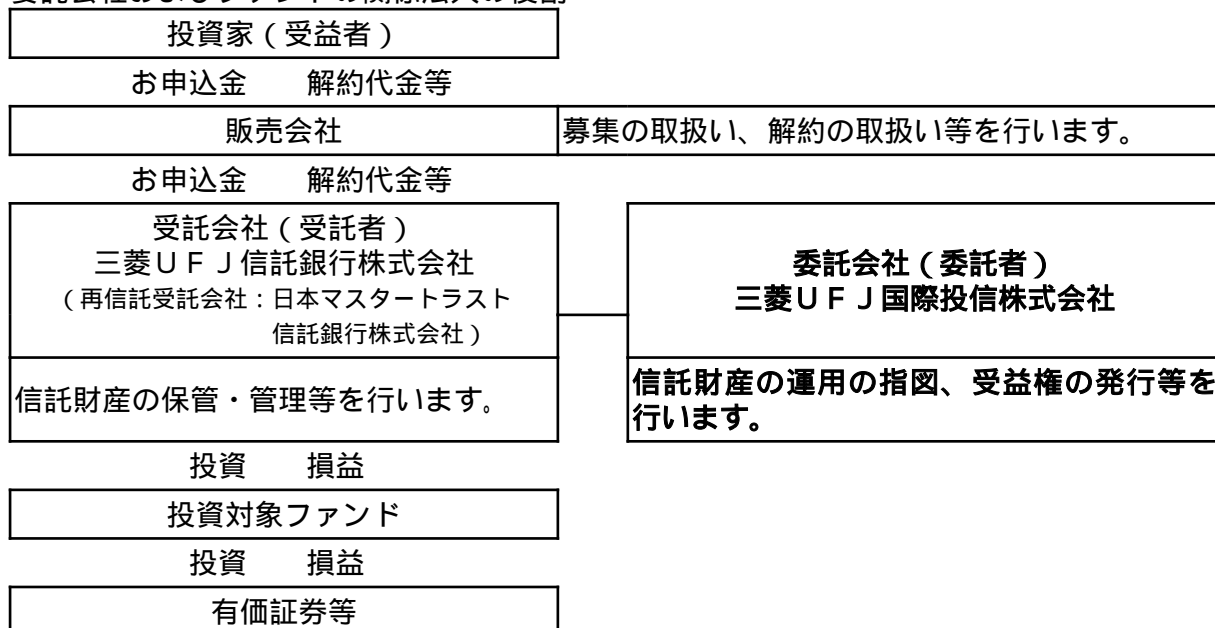 投資家(受益者)
お申込金 解約代金等
販売会社
募集の取扱い、解約の取扱い等を行います。
お申込金 解約代金等
受託会社(受託者)
三菱UFJ信託銀行株式会社
(再信託受託会社:日本マスタートラスト
信託銀行株式会社)
委託会社(委託者)
三菱UFJ国際投信株式会社
信託財産の保管・管理等を行います。
信託財産の運用の指図、受益権の発行等を
行います。
投資 損益
投資対象ファンド
投資 損益
有価証券等